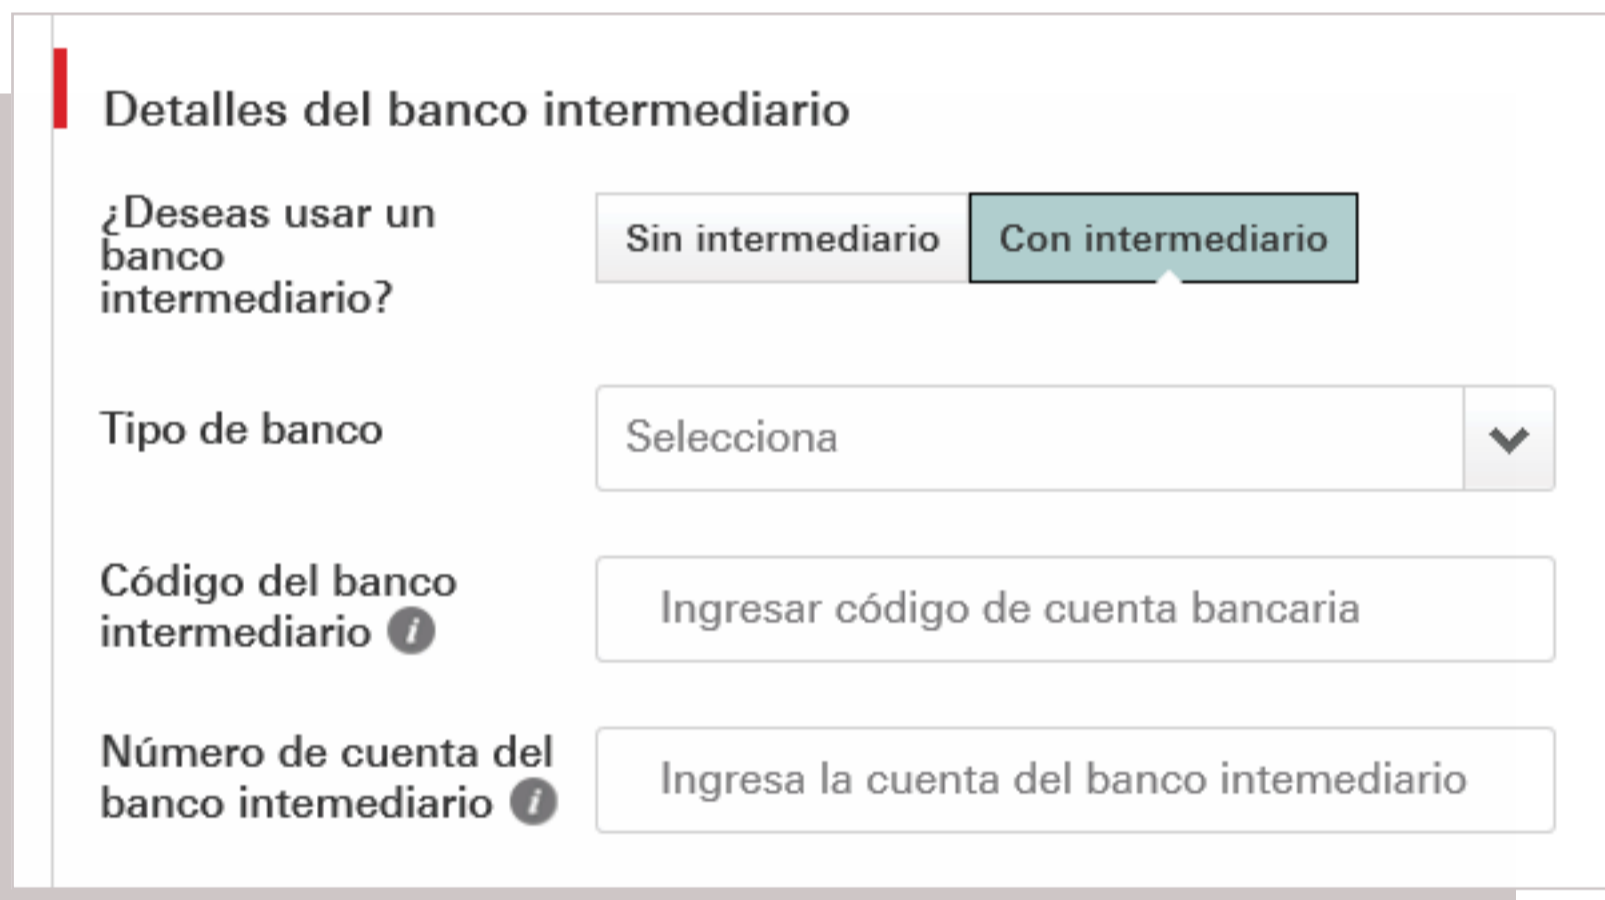 Detalles del banco intermediario
¿Deseas usar un
banco
intermediario?
Sin intermediario
Con intermediario
Tipo de banco
Selecciona
Código del banco
intermediario i
Ingresar código de cuenta bancaria
Número de cuenta del
banco intemediario i
Ingresa la cuenta del banco intemediario